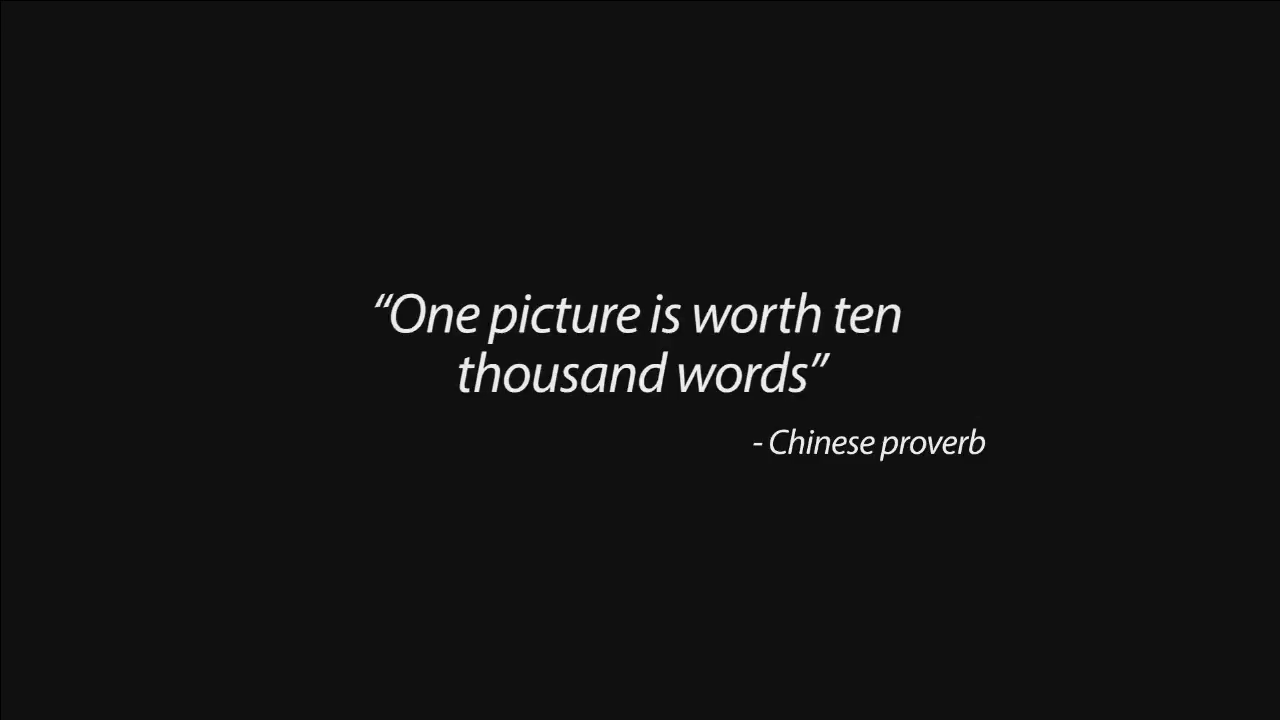 “One picture is worth ten
thousand words”
- Chinese proverb